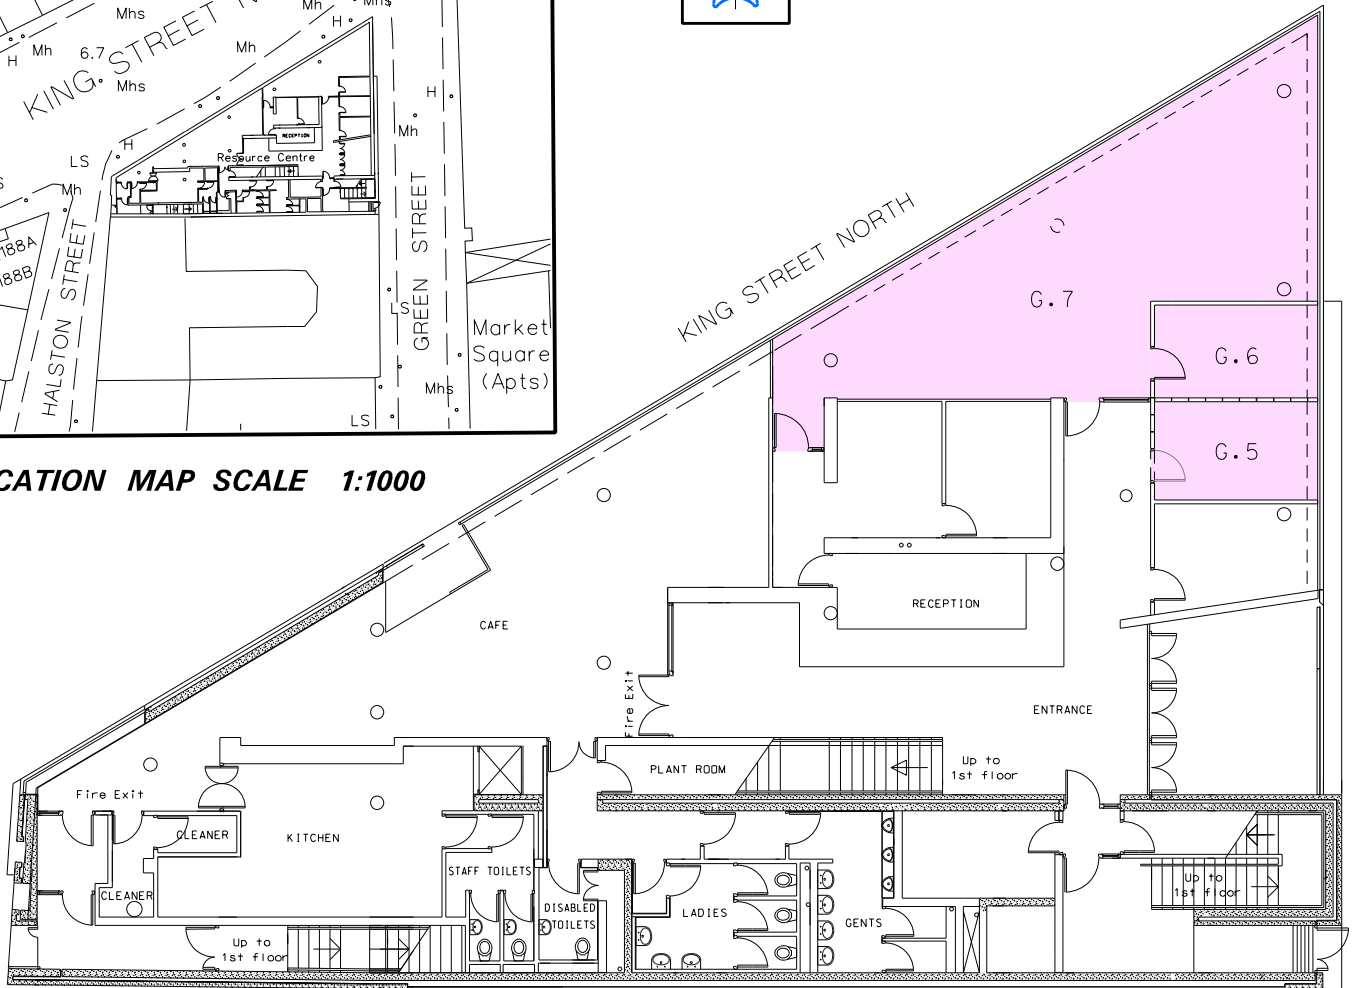 Mhs
H
Mh
Mhs
Mh
6.7
H
Mh
Mhs
KING STREET N
H
Mh
H
LS
Mh
RECEPTION
Resource Centre
188A
188B
HALSTON STREET
GREEN STREET
LS
Market
Square
(Apts)
Mhs
LS
CATION MAP SCALE 1:1000
KING STREET NORTH
G.7
G.6
G.5
RECEPTION
CAFE
Fire Exit
ENTRANCE
PLANT ROOM
Up to
1st floor
Fire Exit
CLEANER
KITCHEN
STAFF TOILETS
CLEANER
DISABLED
TOILETS
LADIES
GENTS
Up to
1st floor
Up to
1st floor